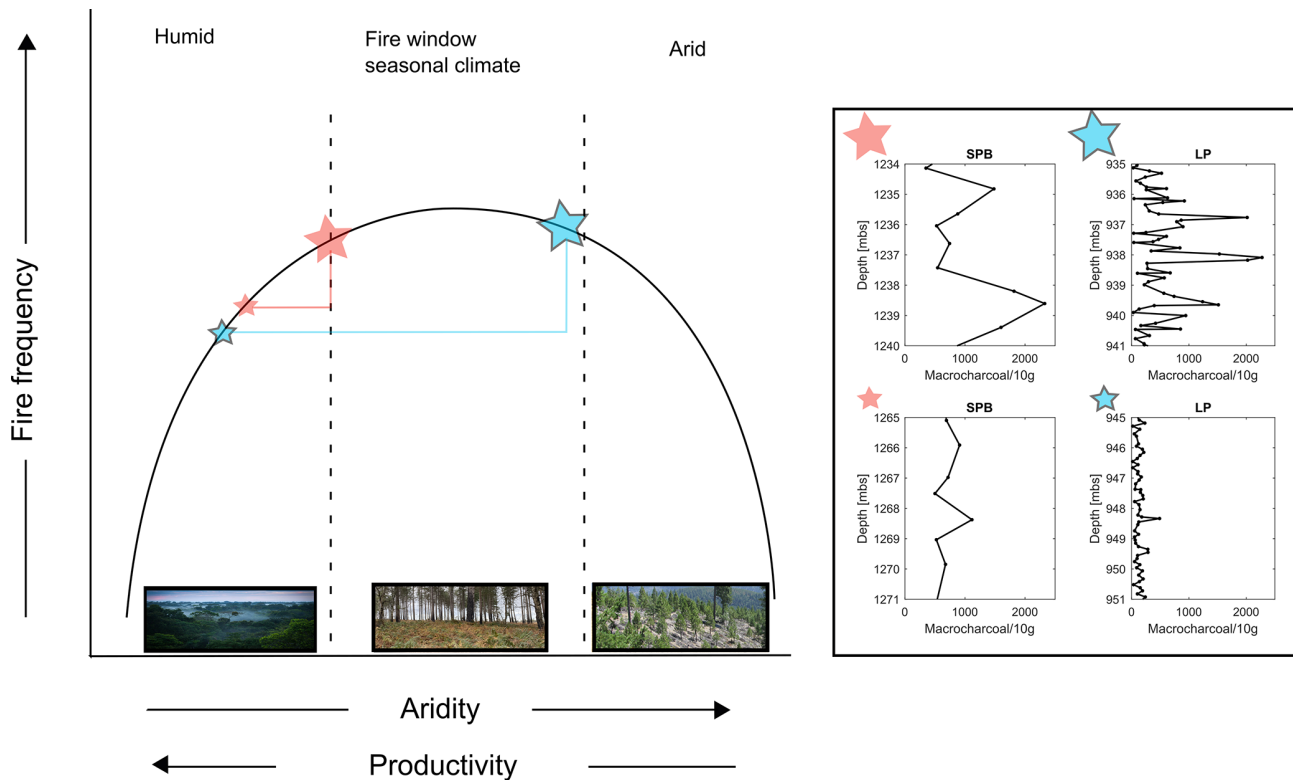 Humid
Fire window
seasonal climate
Arid
Fire frequency
Aridity
Productivity
SPB
1234
1235
1236
1237
1238
1239
1240
Depth [mbs]
0
1000
2000
Macrocharcoal/10g
LP
935
936
937
938
939
940
941
Depth [mbs]
0
1000
2000
Macrocharcoal/10g
SPB
1265
1266
1267
1268
1269
1270
1271
Depth [mbs]
0
1000
2000
Macrocharcoal/10g
LP
945
946
947
948
949
950
951
Depth [mbs]
0
1000
2000
Macrocharcoal/10g